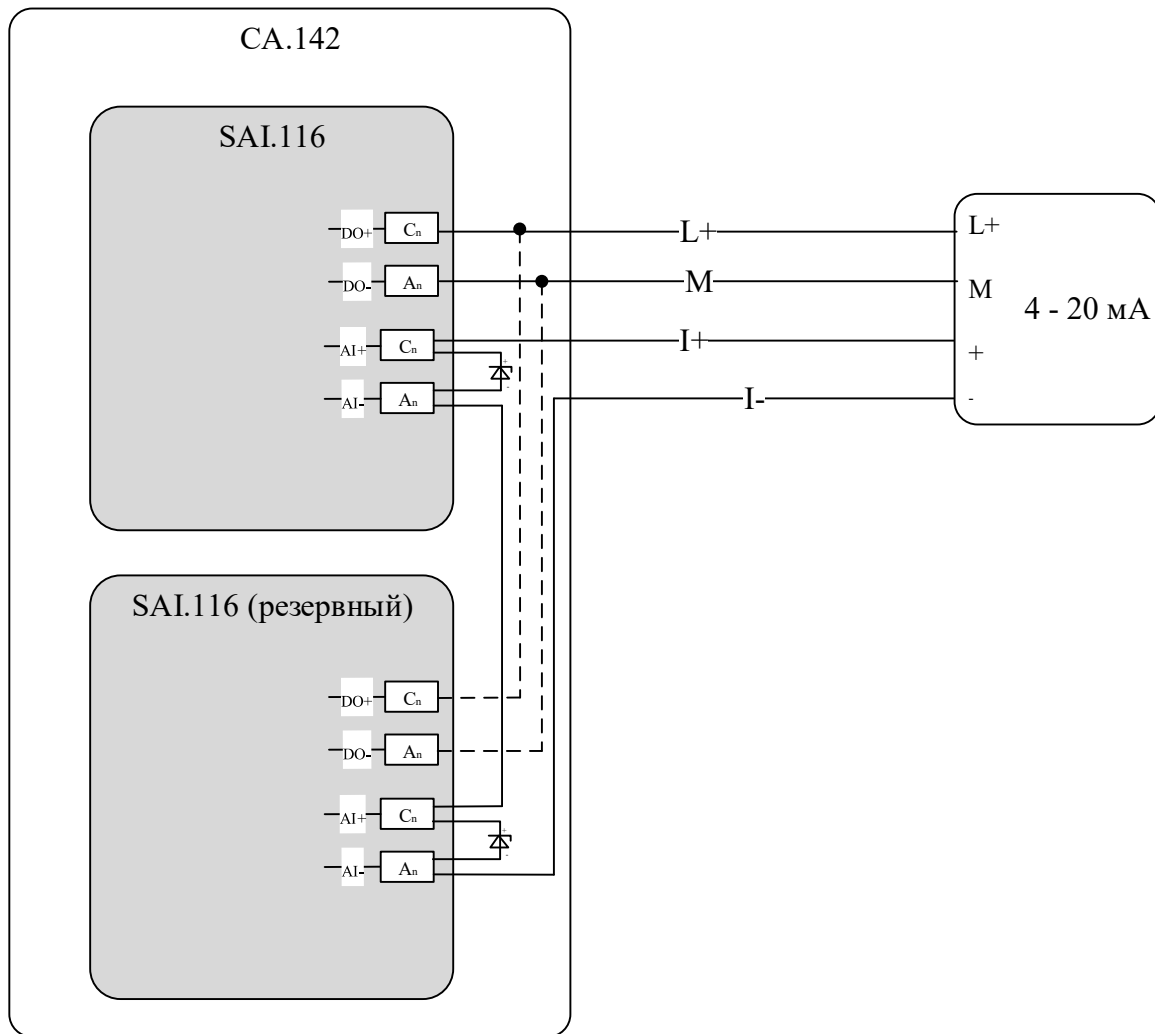 CA.142
SAI.116
DO+ Cn L+ L+
DO- An M M
4 - 20 мА
AI+ Cn I+ +
+
-
AI- An I- -
SAI.116 (резервный)
DO+ Cn
DO- An
AI+ Cn
+
-
AI- An